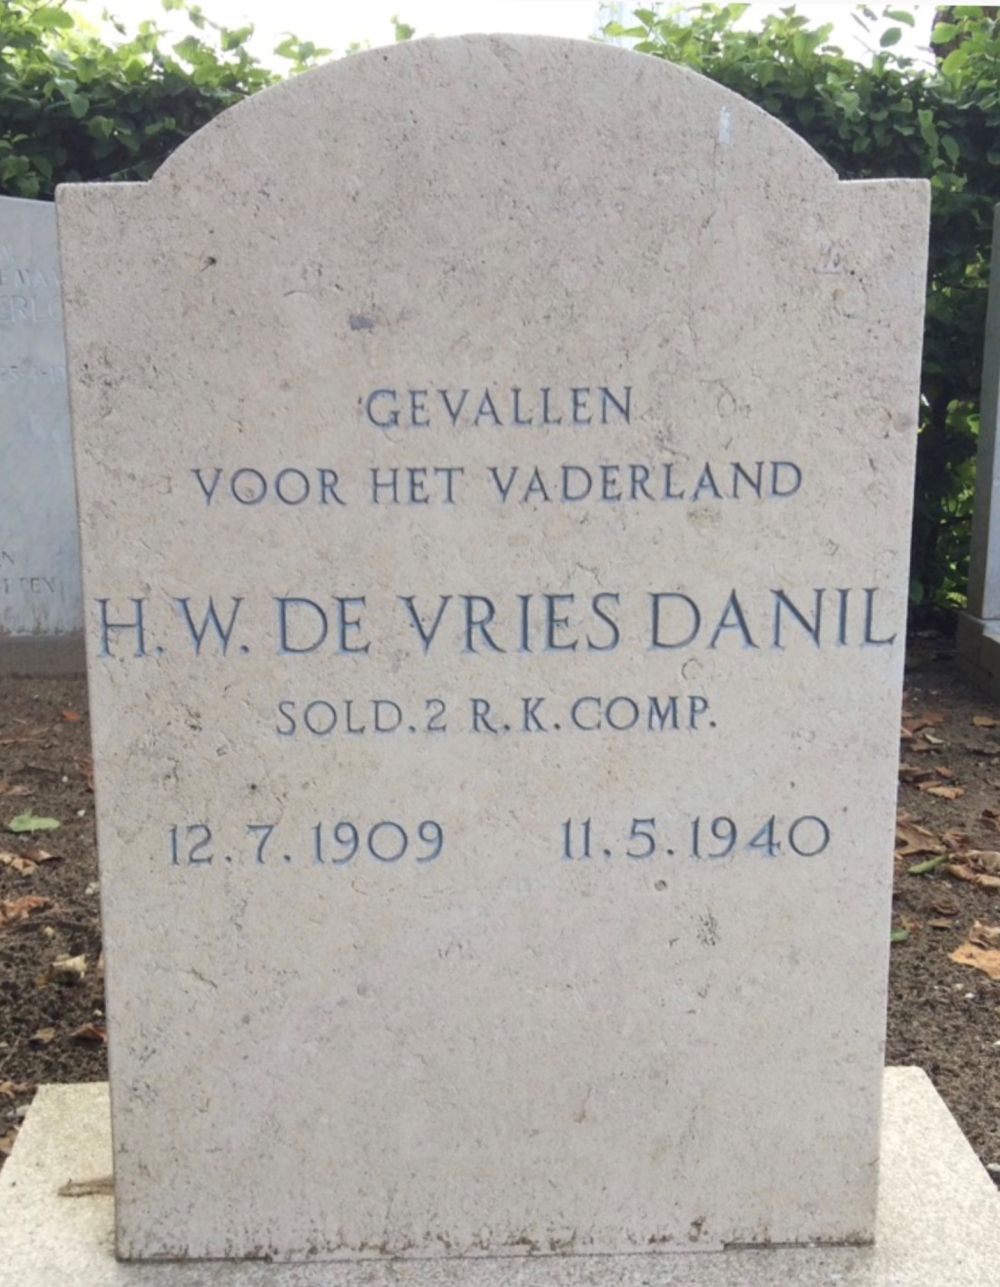 GEVALLEN
VOOR HET VADERLAND
H.W. DE VRIES DANIL
SOLD. 2 R.K. COMP.
12.7.1909 11.5.1940